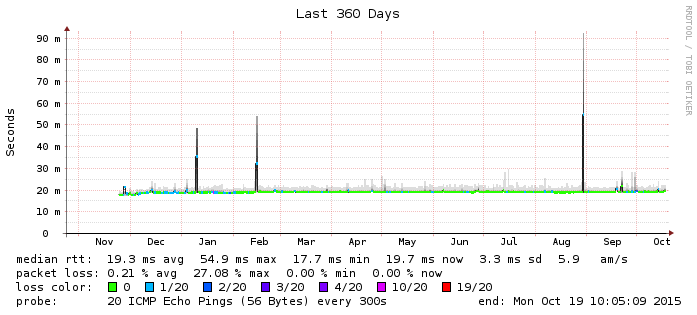 Last 360 Days
RRDTOOL / TOBI OETIKER
Seconds
90 m
80 m
70 m
60 m
50 m
40 m
30 m
20 m
10 m
0
Nov Dec Jan Feb Mar Apr May Jun Jul Aug Sep Oct
median rtt: 19.3 ms avg 54.9 ms max 17.7 ms min 19.7 ms now 3.3 ms sd 5.9 am/s
packet loss: 0.21 % avg 27.08 % max 0.00 % min 0.00 % now
loss color: 0 1/20 2/20 3/20 4/20 10/20 19/20
probe: 20 ICMP Echo Pings (56 Bytes) every 300s end: Mon Oct 19 10:05:09 2015